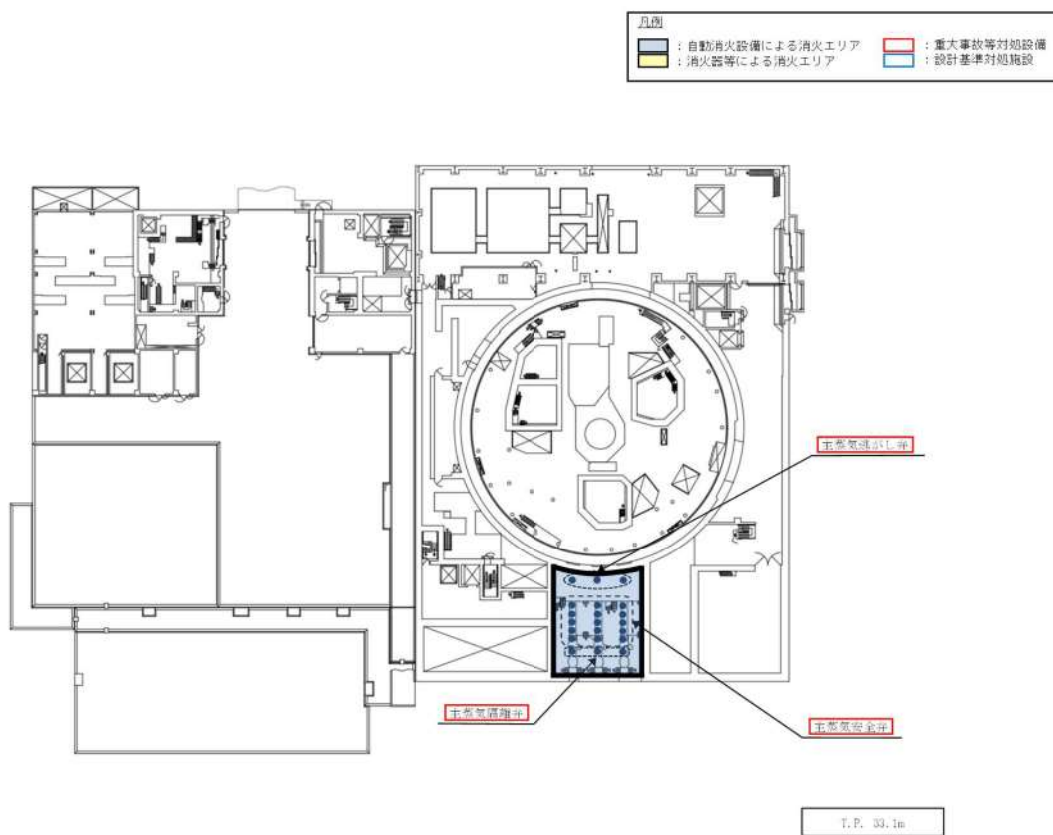 凡例
：自動消火設備による消火エリア
：重大事故等対処設備
：消火器等による消火エリア
：設計基準対処施設
主蒸気逃がし弁
主蒸気隔離弁
主蒸気安全弁
T.P. 33.1m